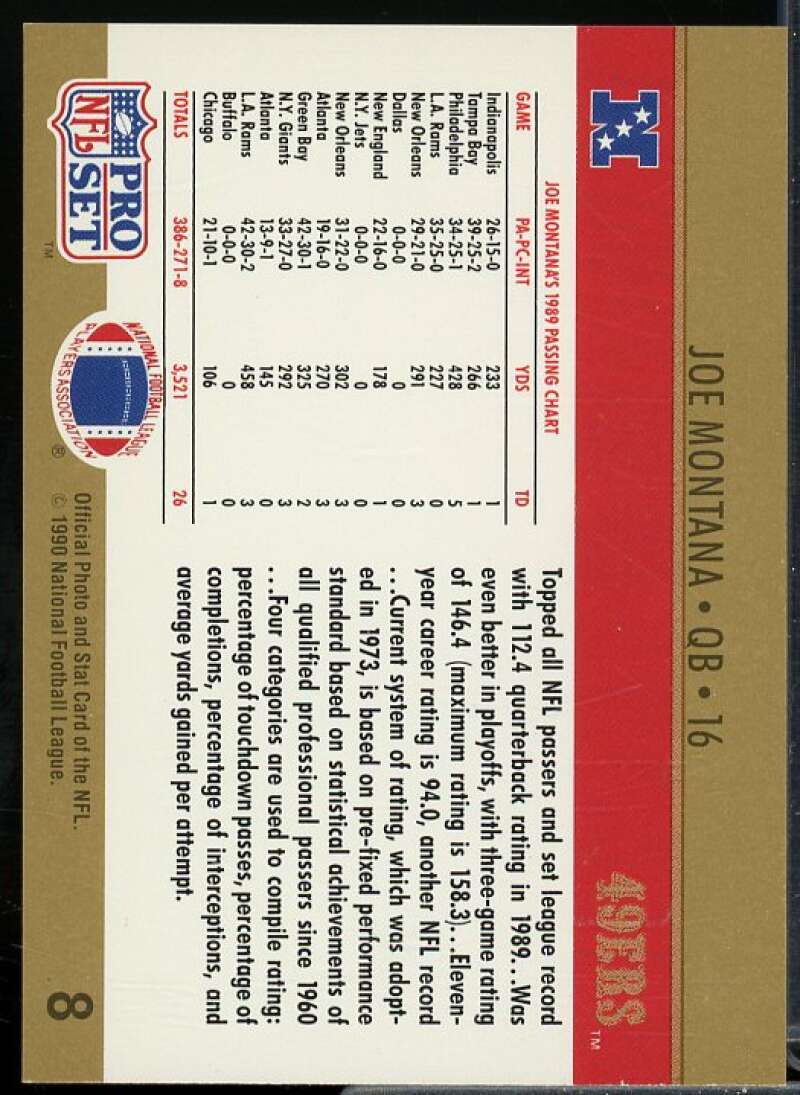 JOE MONTANA • QB • 16
N
49ERS™
JOE MONTANA'S 1989 PASSING CHART
GAME PA-PC-INT YDS TD
Indianapolis 26-15-0 233 1
Tampa Bay 39-25-2 266 1
Philadelphia 34-25-1 428 5
L.A. Rams 35-25-0 227 0
New Orleans 29-21-0 291 3
Dallas 0-0-0 0 0
New England 22-16-0 178 1
N.Y. Jets 0-0-0 0 0
New Orleans 31-22-0 302 3
Atlanta 19-16-0 270 3
Green Bay 42-30-1 325 2
N.Y. Giants 33-27-0 292 3
Atlanta 13-9-1 145 0
L.A. Rams 42-30-2 458 3
Buffalo 0-0-0 0 0
Chicago 21-10-1 106 1
TOTALS 386-271-8 3,521 26
Topped all NFL passers and set league record
with 112.4 quarterback rating in 1989...Was
even better in playoffs, with three-game rating
of 146.4 (maximum rating is 158.3)...Eleven-
year career rating is 94.0, another NFL record
...Current system of rating, which was adopt-
ed in 1973, is based on pre-fixed performance
standard based on statistical achievements of
all qualified professional passers since 1960
...Four categories are used to compile rating:
percentage of touchdown passes, percentage of
completions, percentage of interceptions, and
average yards gained per attempt.
NFL
PRO
SET
™
NATIONAL FOOTBALL LEAGUE
PLAYERS ASSOCIATION
®
Official Photo and Stat Card of the NFL.
© 1990 National Football League.
8